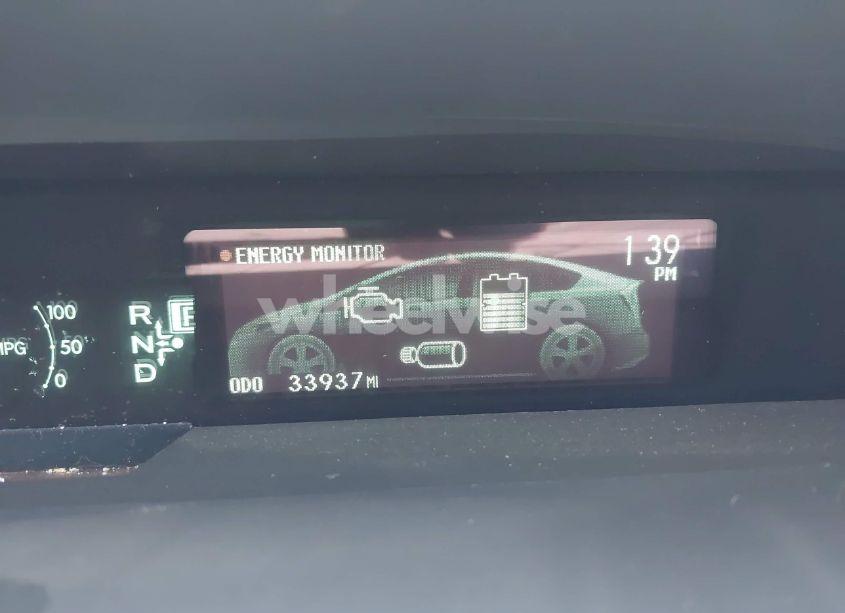 ENERGY MONITOR
1 39
PM
100
50
0
MPG
R
N
D
B
wheelwise
ODO 33937 MI